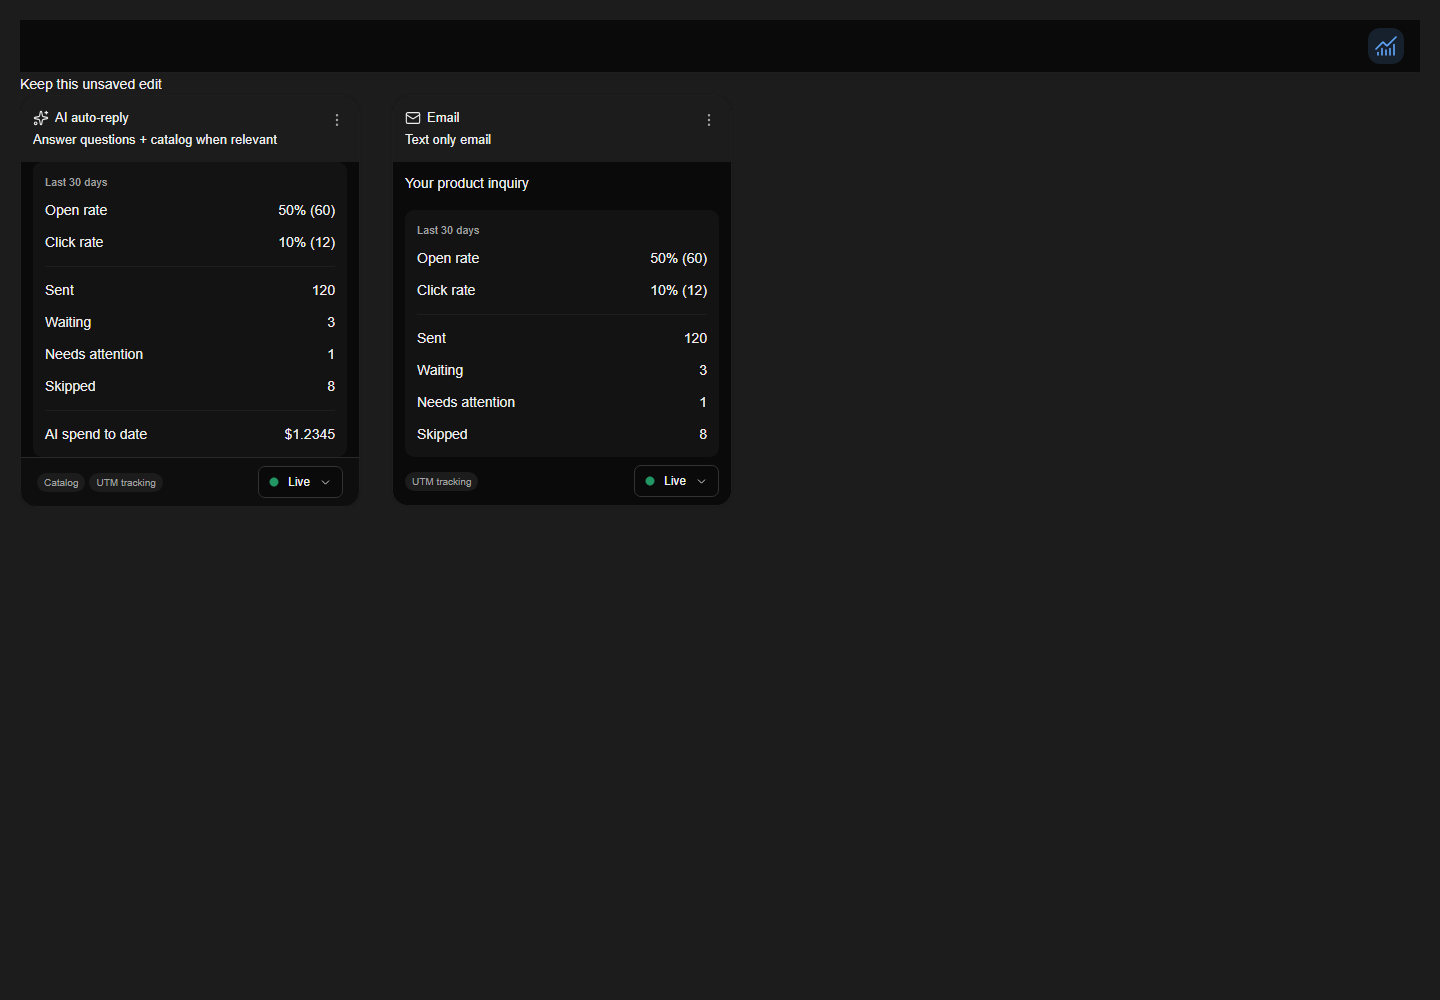 Keep this unsaved edit
AI auto-reply
Answer questions + catalog when relevant
Last 30 days
Open rate 50% (60)
Click rate 10% (12)
Sent 120
Waiting 3
Needs attention 1
Skipped 8
AI spend to date $1.2345
Catalog UTM tracking Live
Email
Text only email
Your product inquiry
Last 30 days
Open rate 50% (60)
Click rate 10% (12)
Sent 120
Waiting 3
Needs attention 1
Skipped 8
UTM tracking Live